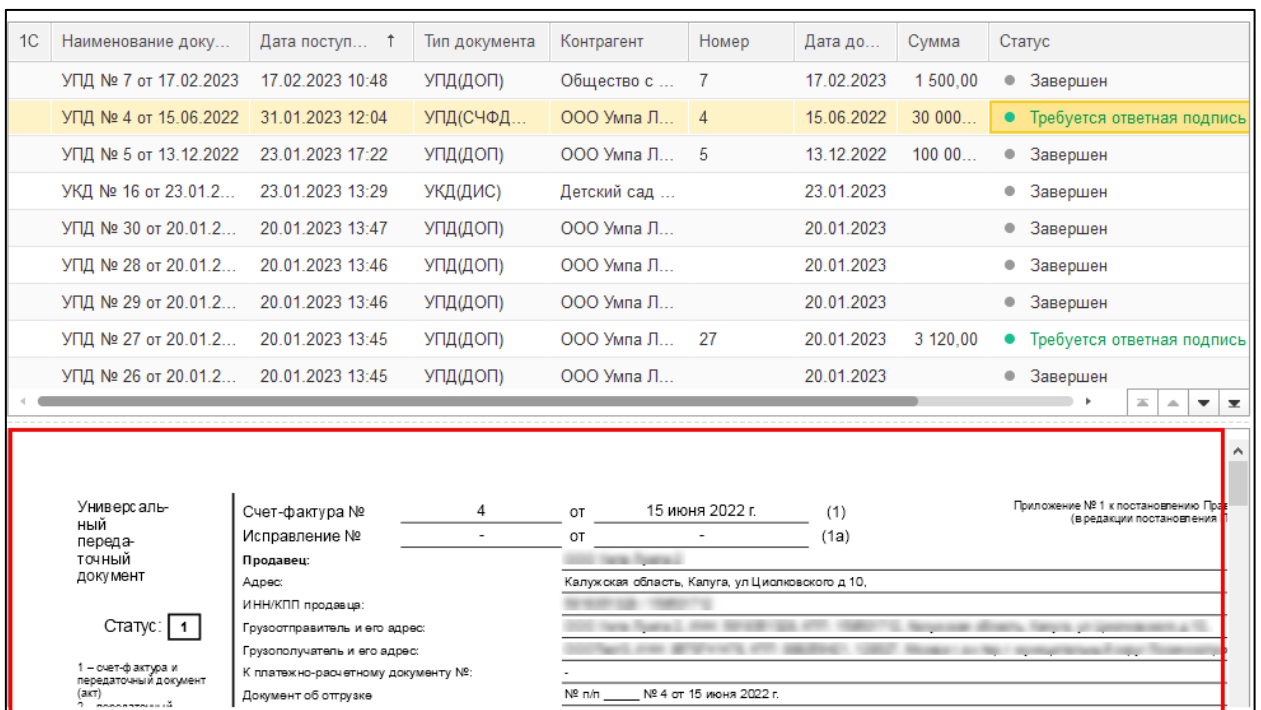 1С Наименование доку... Дата поступ... ↑ Тип документа Контрагент Номер Дата до... Сумма Статус
УПД № 7 от 17.02.2023 17.02.2023 10:48 УПД(ДОП) Общество с ... 7 17.02.2023 1 500,00 Завершен
УПД № 4 от 15.06.2022 31.01.2023 12:04 УПД(СЧФД... ООО Умпа Л... 4 15.06.2022 30 000... Требуется ответная подпись
УПД № 5 от 13.12.2022 23.01.2023 17:22 УПД(ДОП) ООО Умпа Л... 5 13.12.2022 100 00... Завершен
УКД № 16 от 23.01.2... 23.01.2023 13:29 УКД(ДИС) Детский сад ... 23.01.2023 Завершен
УПД № 30 от 20.01.2... 20.01.2023 13:47 УПД(ДОП) ООО Умпа Л... 20.01.2023 Завершен
УПД № 28 от 20.01.2... 20.01.2023 13:46 УПД(ДОП) ООО Умпа Л... 20.01.2023 Завершен
УПД № 29 от 20.01.2... 20.01.2023 13:46 УПД(ДОП) ООО Умпа Л... 20.01.2023 Завершен
УПД № 27 от 20.01.2... 20.01.2023 13:45 УПД(ДОП) ООО Умпа Л... 27 20.01.2023 3 120,00 Требуется ответная подпись
УПД № 26 от 20.01.2... 20.01.2023 13:45 УПД(ДОП) ООО Умпа Л... 20.01.2023 Завершен
Универсаль-
ный
переда-
точный
документ
Статус: 1
1 – счет-фактура и
передаточный документ
(акт)
2 – передаточный
Счет-фактура № 4 от 15 июня 2022 г. (1)
Исправление № - от - (1а)
Приложение № 1 к постановлению Пра
(в редакции постановления
Продавец:
Адрес: Калужская область, Калуга, ул Циолковского д 10,
ИНН/КПП продавца:
Грузоотправитель и его адрес:
Грузополучатель и его адрес:
К платежно-расчетному документу №: -
Документ об отгрузке № п/п _____ № 4 от 15 июня 2022 г.